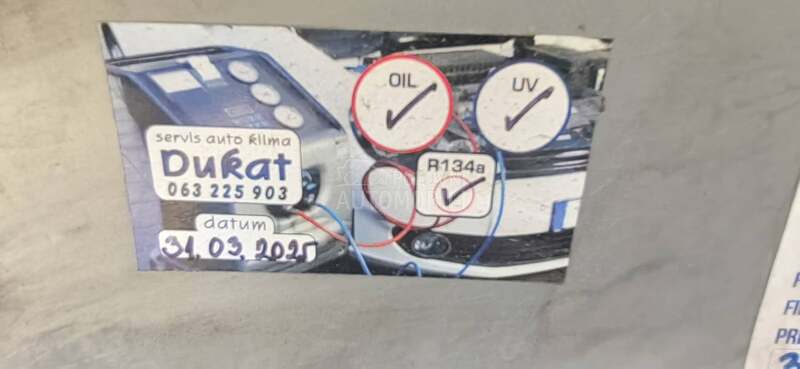 OIL
UV
servis auto klima
Dukat
063 225 903
R134a
datum
31.03.2025